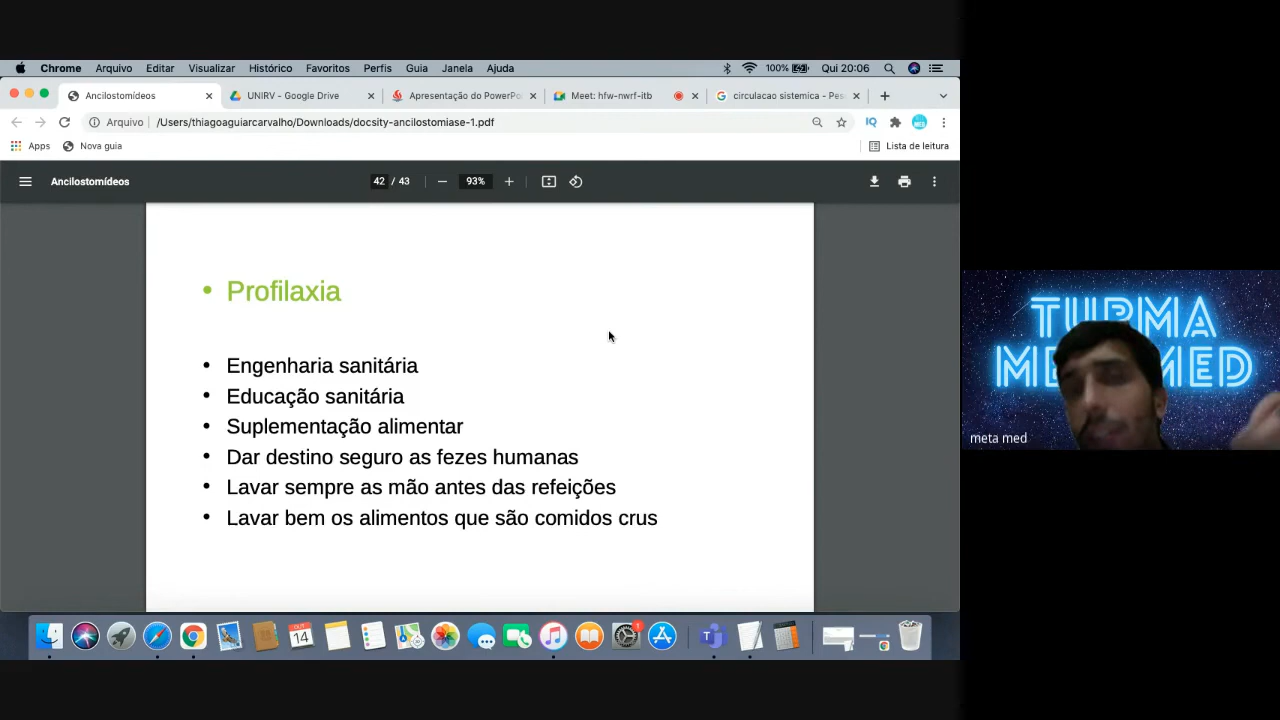 Chrome Arquivo Editar Visualizar Histórico Favoritos Perfis Guia Janela Ajuda 100% Qui 20:06
Ancilostomídeos UNIRV - Google Drive Apresentação do PowerPo Meet: hfw-nwrf-itb circulacao sistemica - Pes
Arquivo /Users/thiagoaguiarcarvalho/Downloads/docsity-ancilostomiase-1.pdf IQ
Apps Nova guia Lista de leitura
Ancilostomídeos 42 / 43 93%
• Profilaxia
• Engenharia sanitária
• Educação sanitária
• Suplementação alimentar
• Dar destino seguro as fezes humanas
• Lavar sempre as mão antes das refeições
• Lavar bem os alimentos que são comidos crus
TURMA
MED
meta med
OUT
14
1